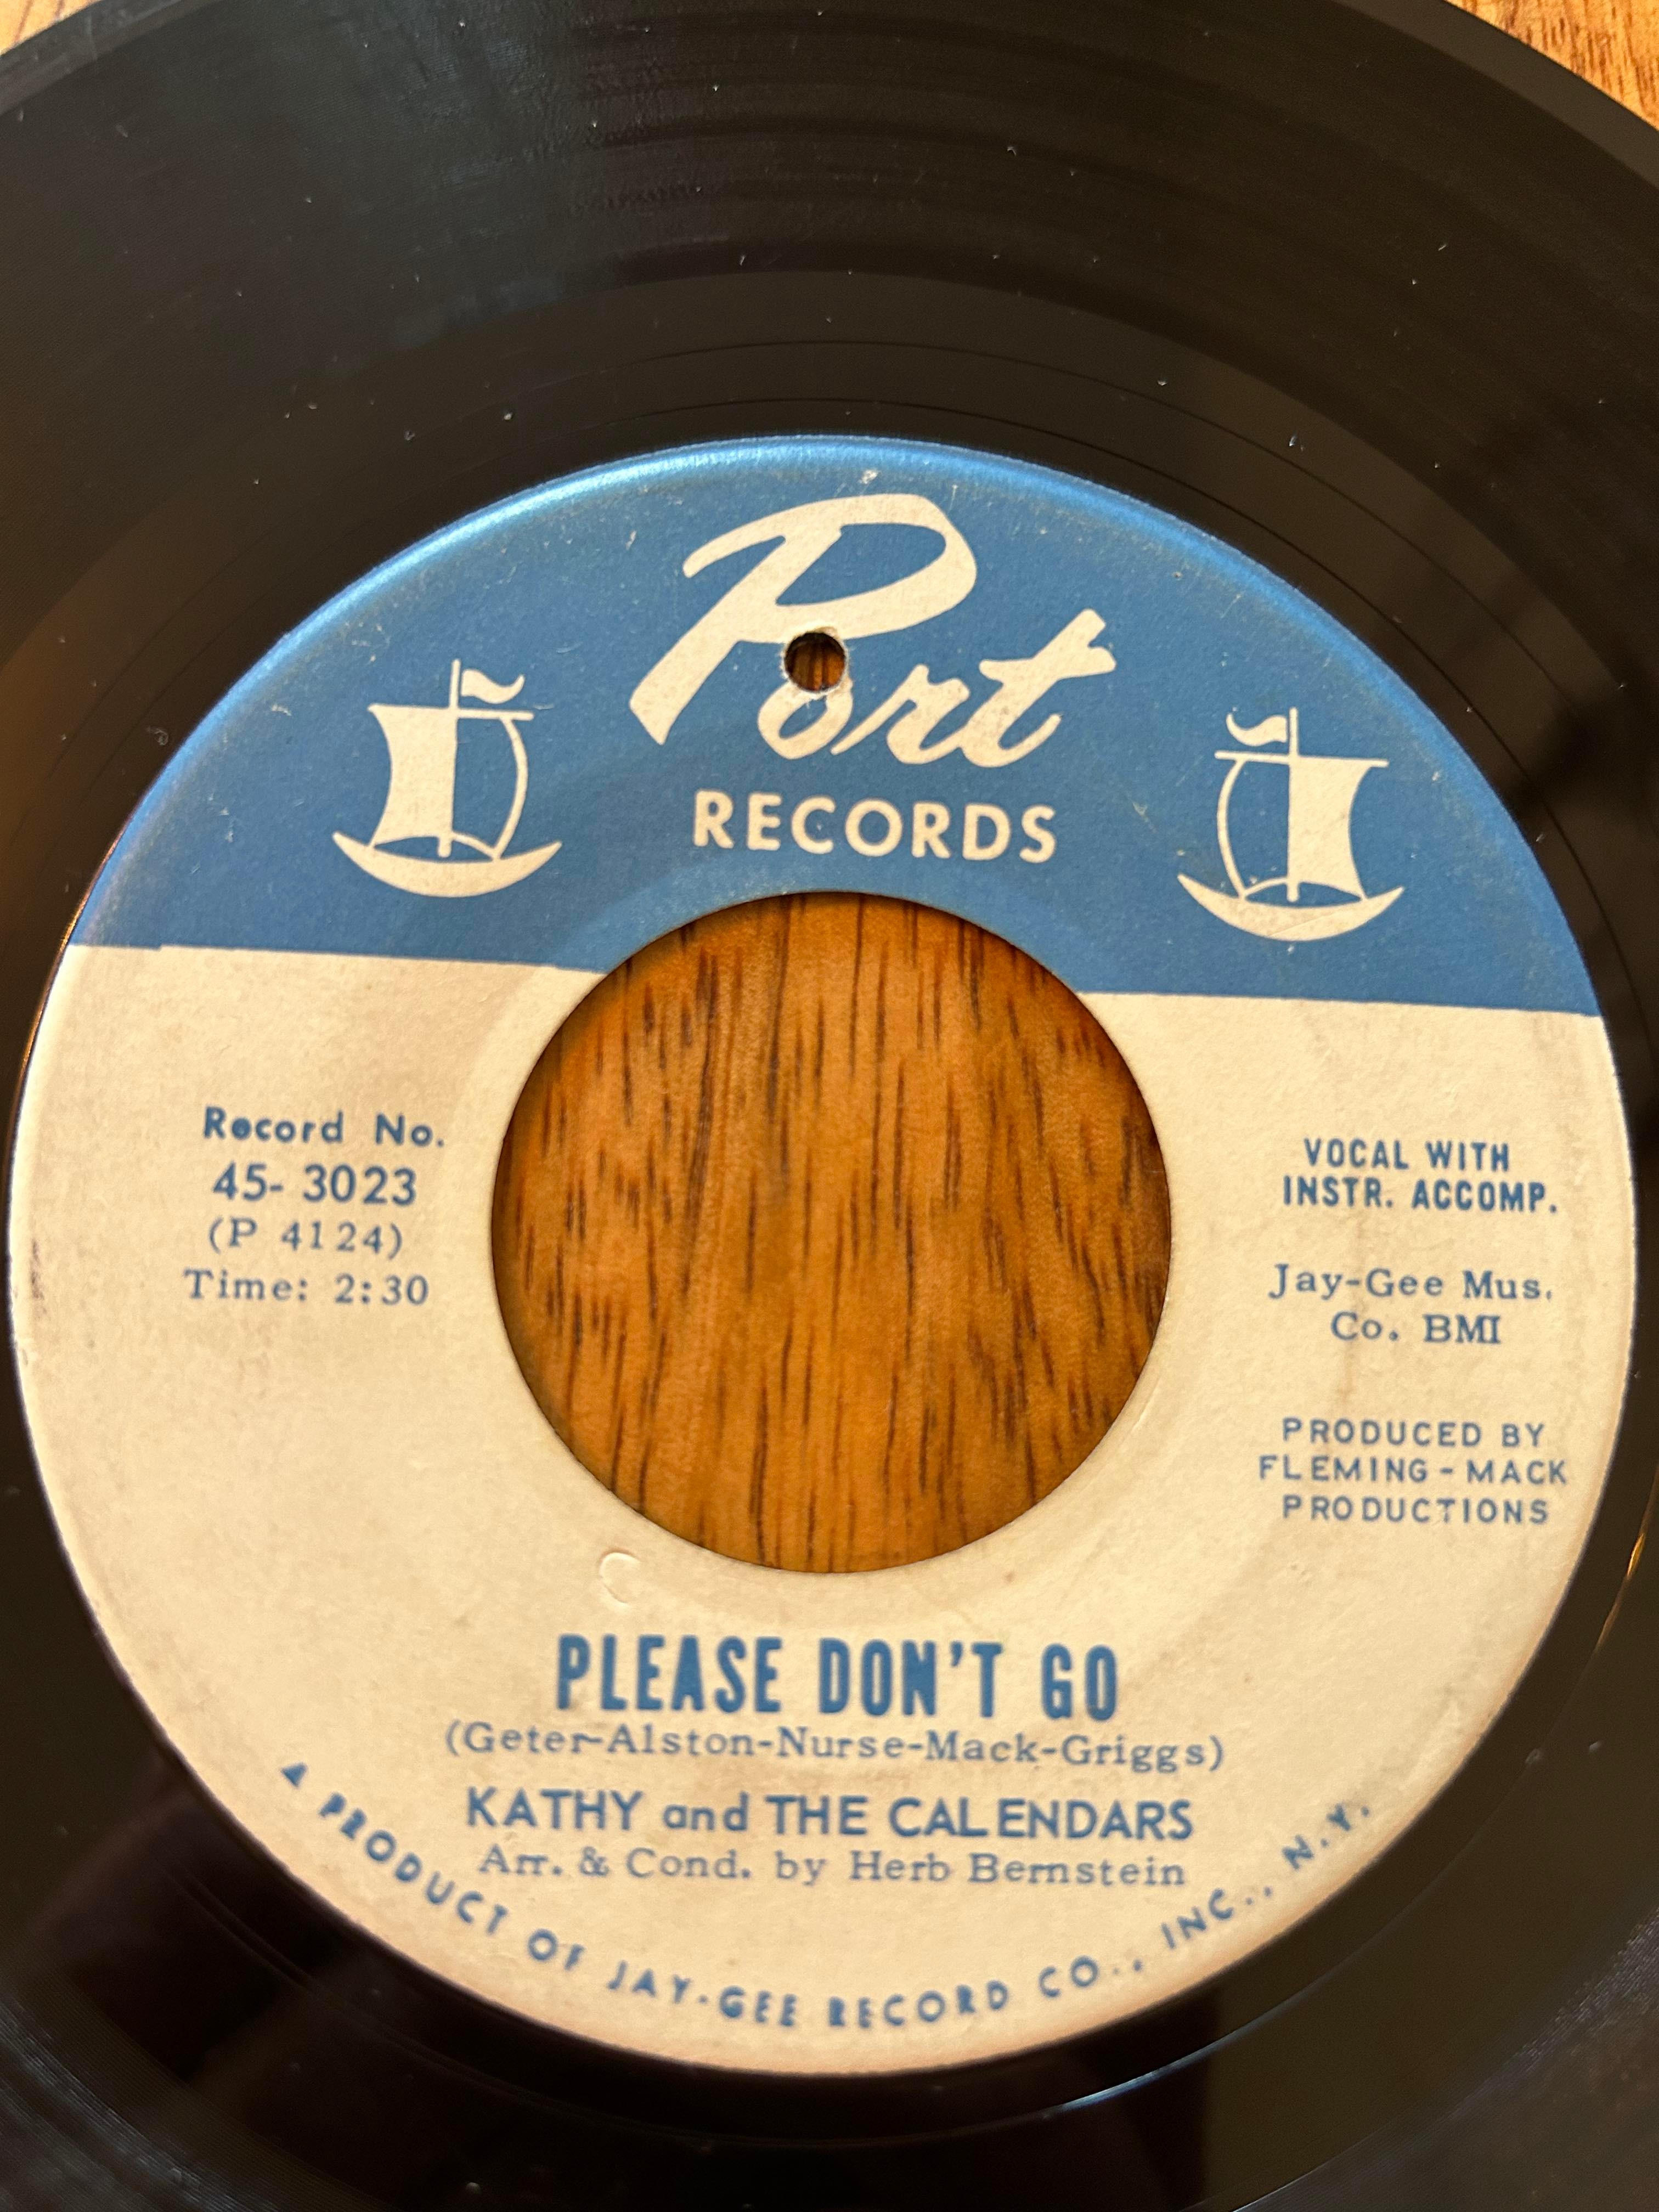 Port
RECORDS
Record No.
45- 3023
(P 4124)
Time: 2:30
VOCAL WITH
INSTR. ACCOMP.
Jay-Gee Mus.
Co. BMI
PRODUCED BY
FLEMING - MACK
PRODUCTIONS
PLEASE DON'T GO
(Geter-Alston-Nurse-Mack-Griggs)
KATHY and THE CALENDARS
Arr. & Cond. by Herb Bernstein
A PRODUCT OF JAY-GEE RECORD CO., INC., N.Y.